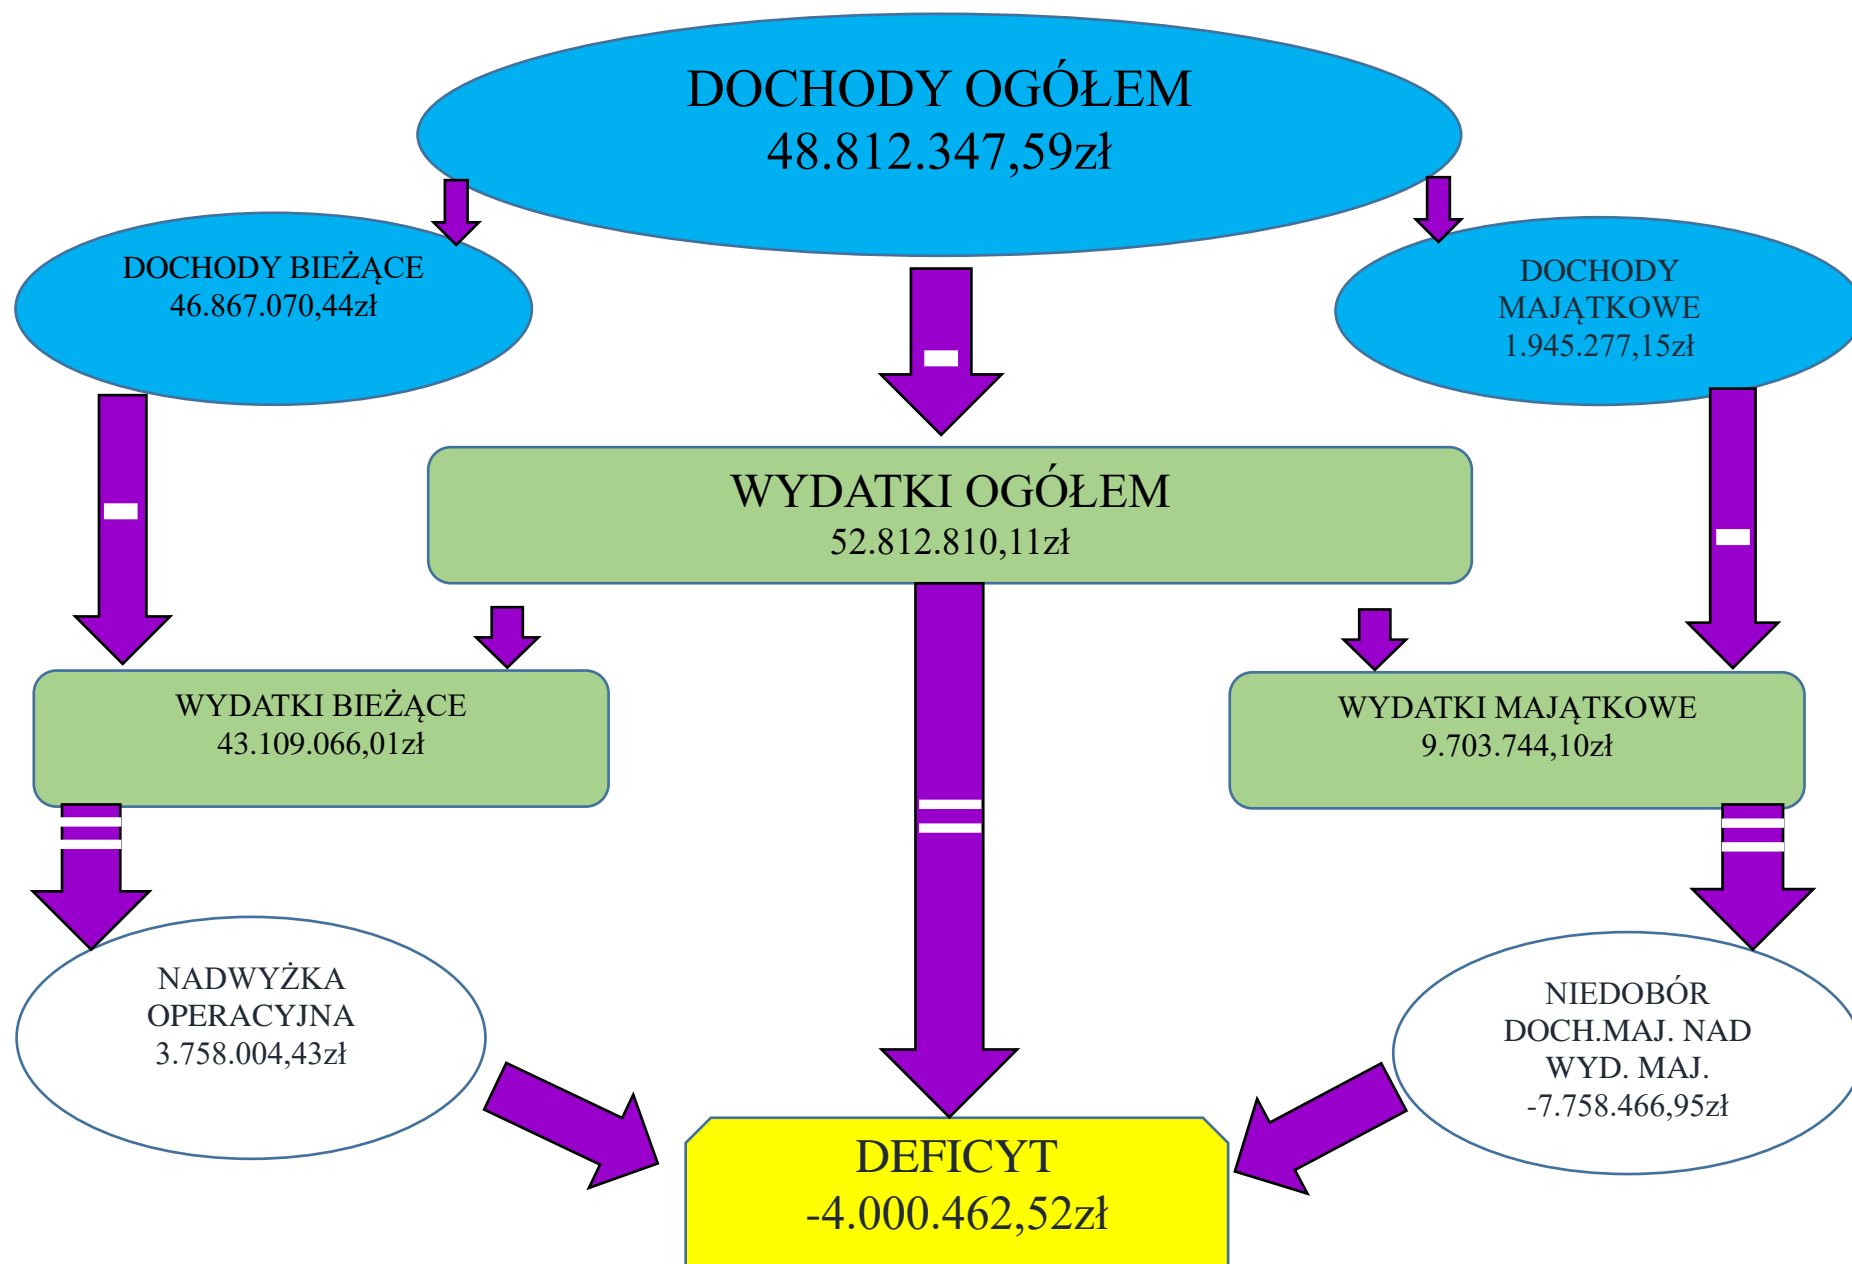 DOCHODY OGÓŁEM
48.812.347,59zł
DOCHODY BIEŻĄCE
46.867.070,44zł
DOCHODY
MAJĄTKOWE
1.945.277,15zł
WYDATKI OGÓŁEM
52.812.810,11zł
WYDATKI BIEŻĄCE
43.109.066,01zł
WYDATKI MAJĄTKOWE
9.703.744,10zł
NADWYŻKA
OPERACYJNA
3.758.004,43zł
NIEDOBÓR
DOCH.MAJ. NAD
WYD. MAJ.
-7.758.466,95zł
DEFICYT
-4.000.462,52zł